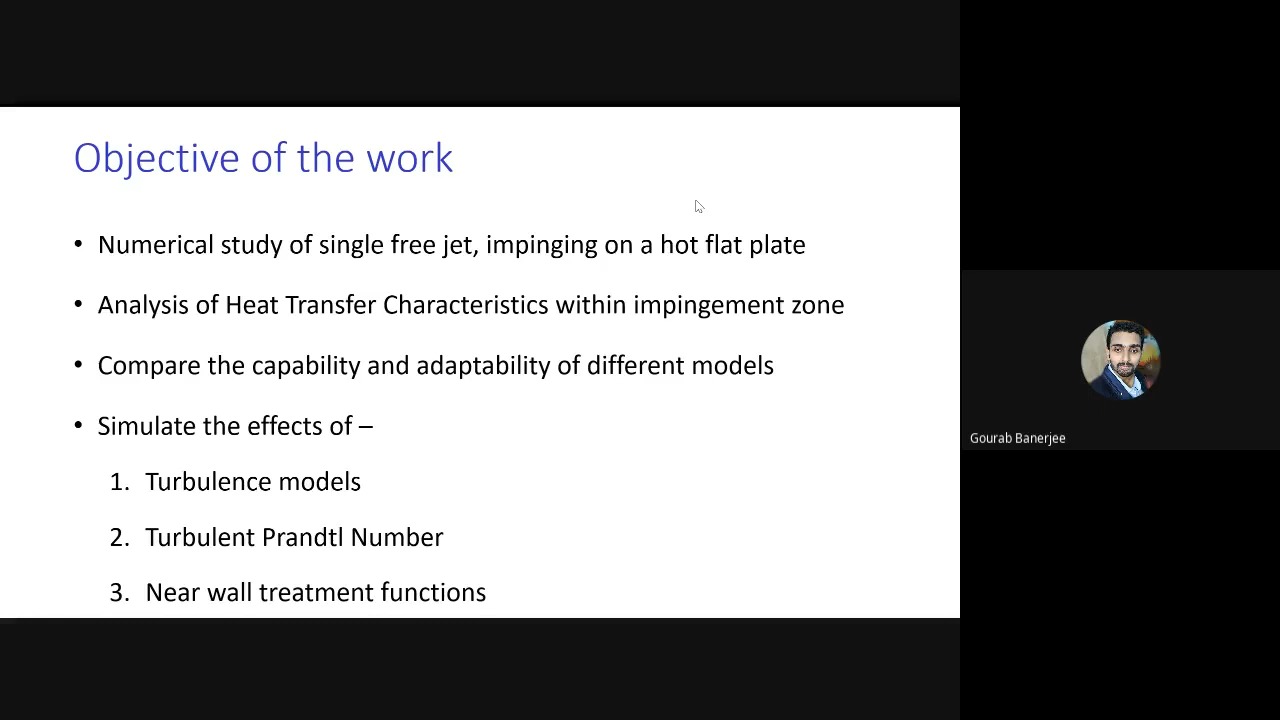 Objective of the work
• Numerical study of single free jet, impinging on a hot flat plate
• Analysis of Heat Transfer Characteristics within impingement zone
• Compare the capability and adaptability of different models
• Simulate the effects of –
1. Turbulence models
2. Turbulent Prandtl Number
3. Near wall treatment functions
Gourab Banerjee